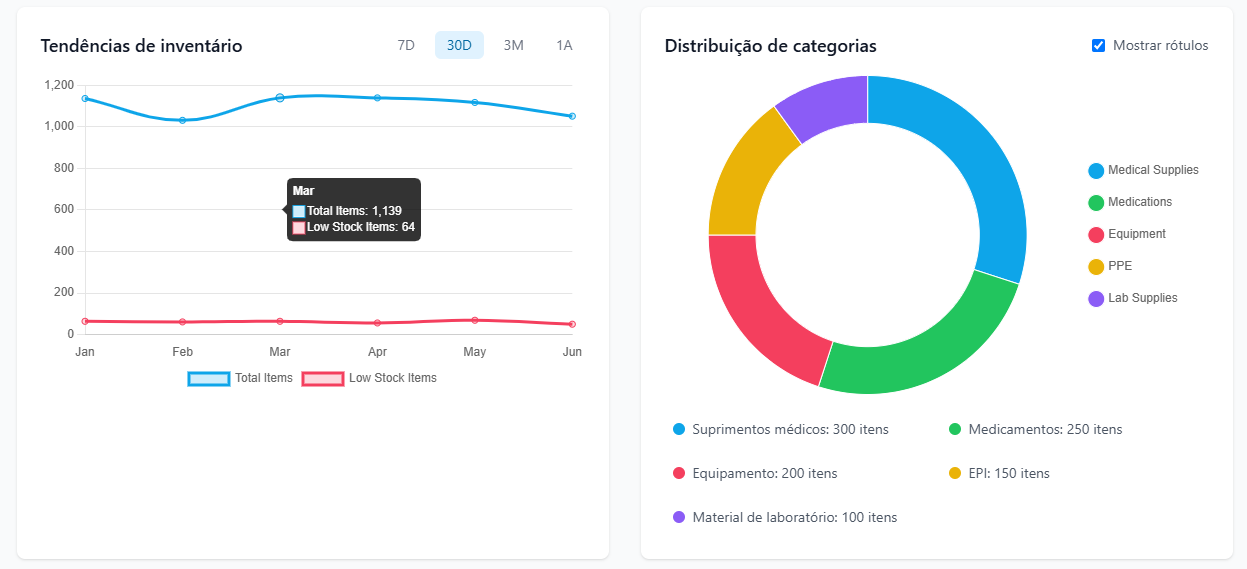 Tendências de inventário
7D 30D 3M 1A
1,200
1,000
800
600
400
200
0
Mar
Total Items: 1,139
Low Stock Items: 64
Jan Feb Mar Apr May Jun
Total Items Low Stock Items
Distribuição de categorias
Mostrar rótulos
Medical Supplies
Medications
Equipment
PPE
Lab Supplies
Suprimentos médicos: 300 itens
Medicamentos: 250 itens
Equipamento: 200 itens
EPI: 150 itens
Material de laboratório: 100 itens